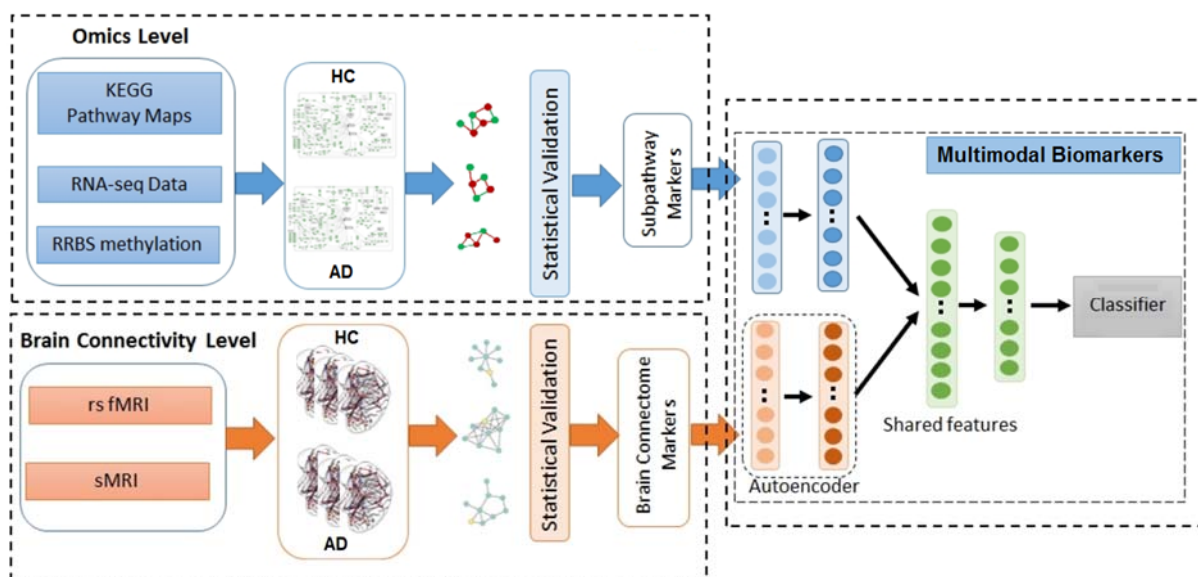 Omics Level
KEGG
Pathway Maps
RNA-seq Data
RRBS methylation
HC
AD
Statistical Validation
Subpathway
Markers
Brain Connectivity Level
rs fMRI
sMRI
HC
AD
Statistical Validation
Brain Connectome
Markers
Multimodal Biomarkers
Classifier
Shared features
Autoencoder